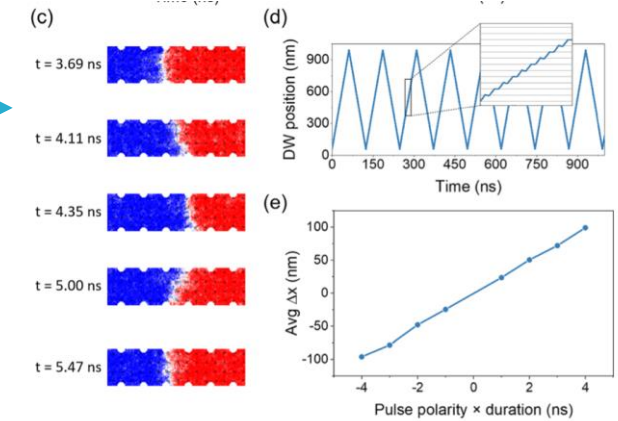 (c)
t = 3.69 ns
t = 4.11 ns
t = 4.35 ns
t = 5.00 ns
t = 5.47 ns
(d)
DW position (nm)
900
600
300
0
0 150 300 450 600 750 900
Time (ns)
(e)
Avg Δx (nm)
100
50
0
-50
-100
-4 -2 0 2 4
Pulse polarity × duration (ns)